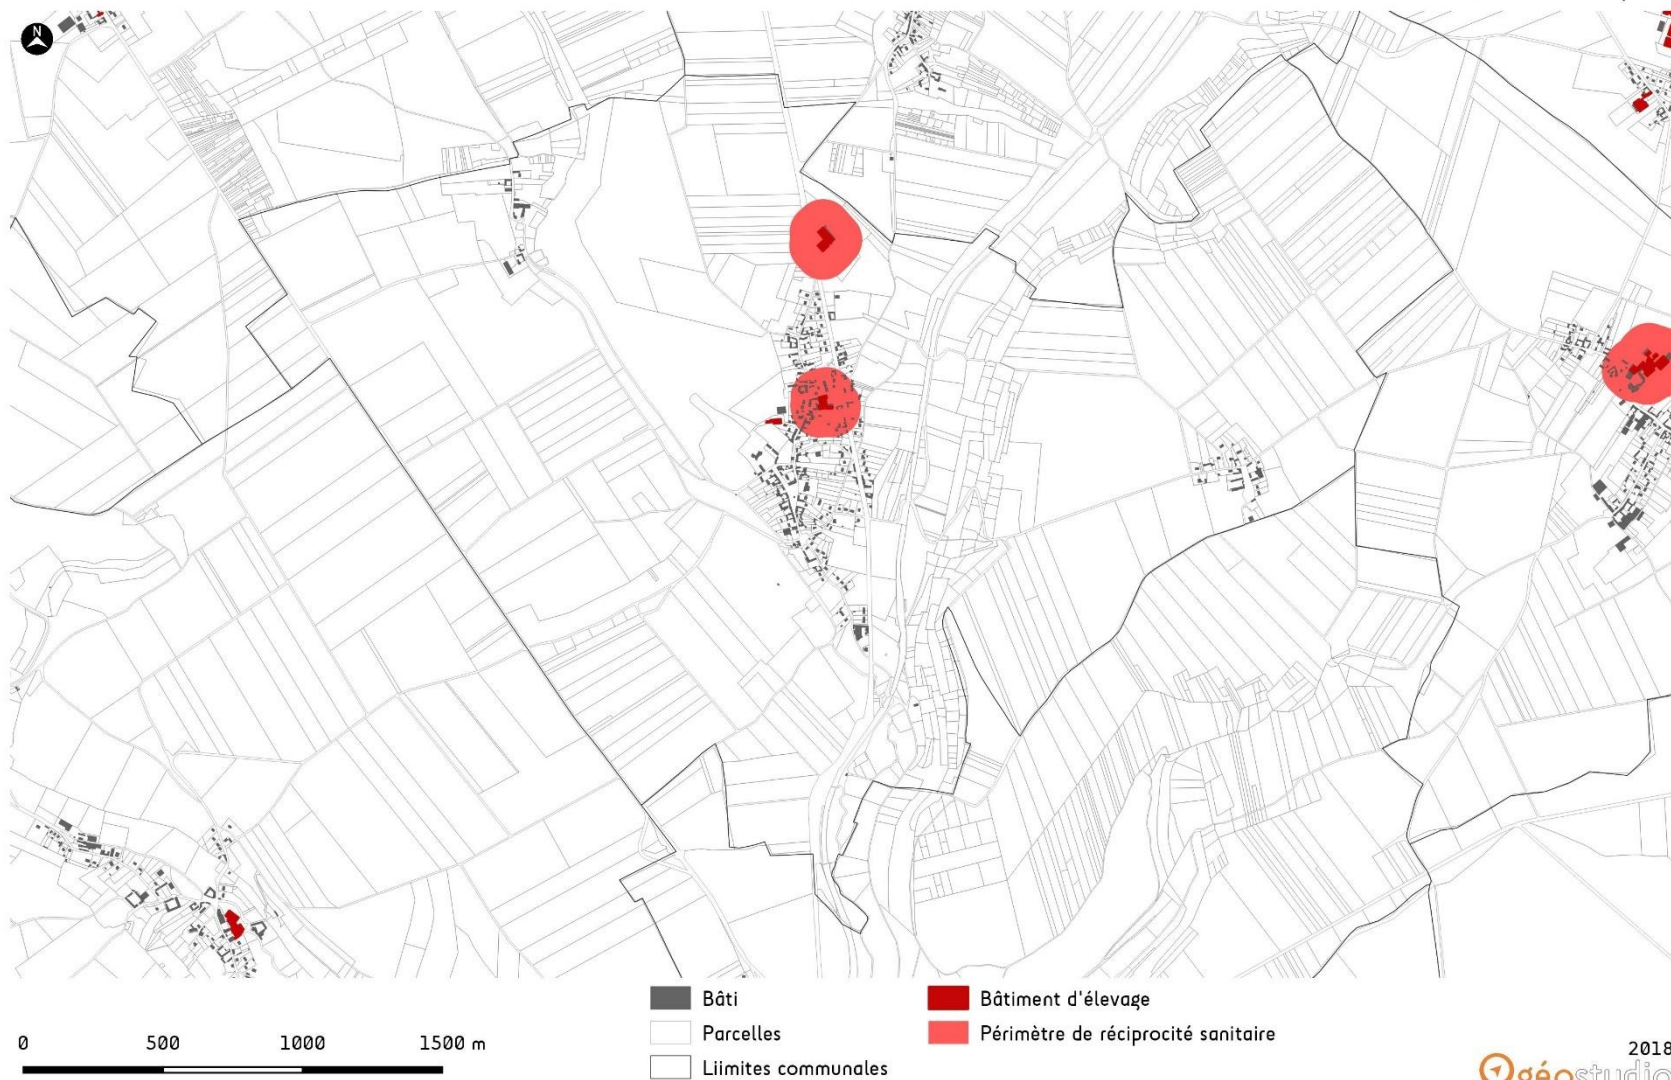 N
Bâti
Parcelles
Liimites communales
Bâtiment d'élevage
Périmètre de réciprocité sanitaire
0 500 1000 1500 m
2018
géostudio